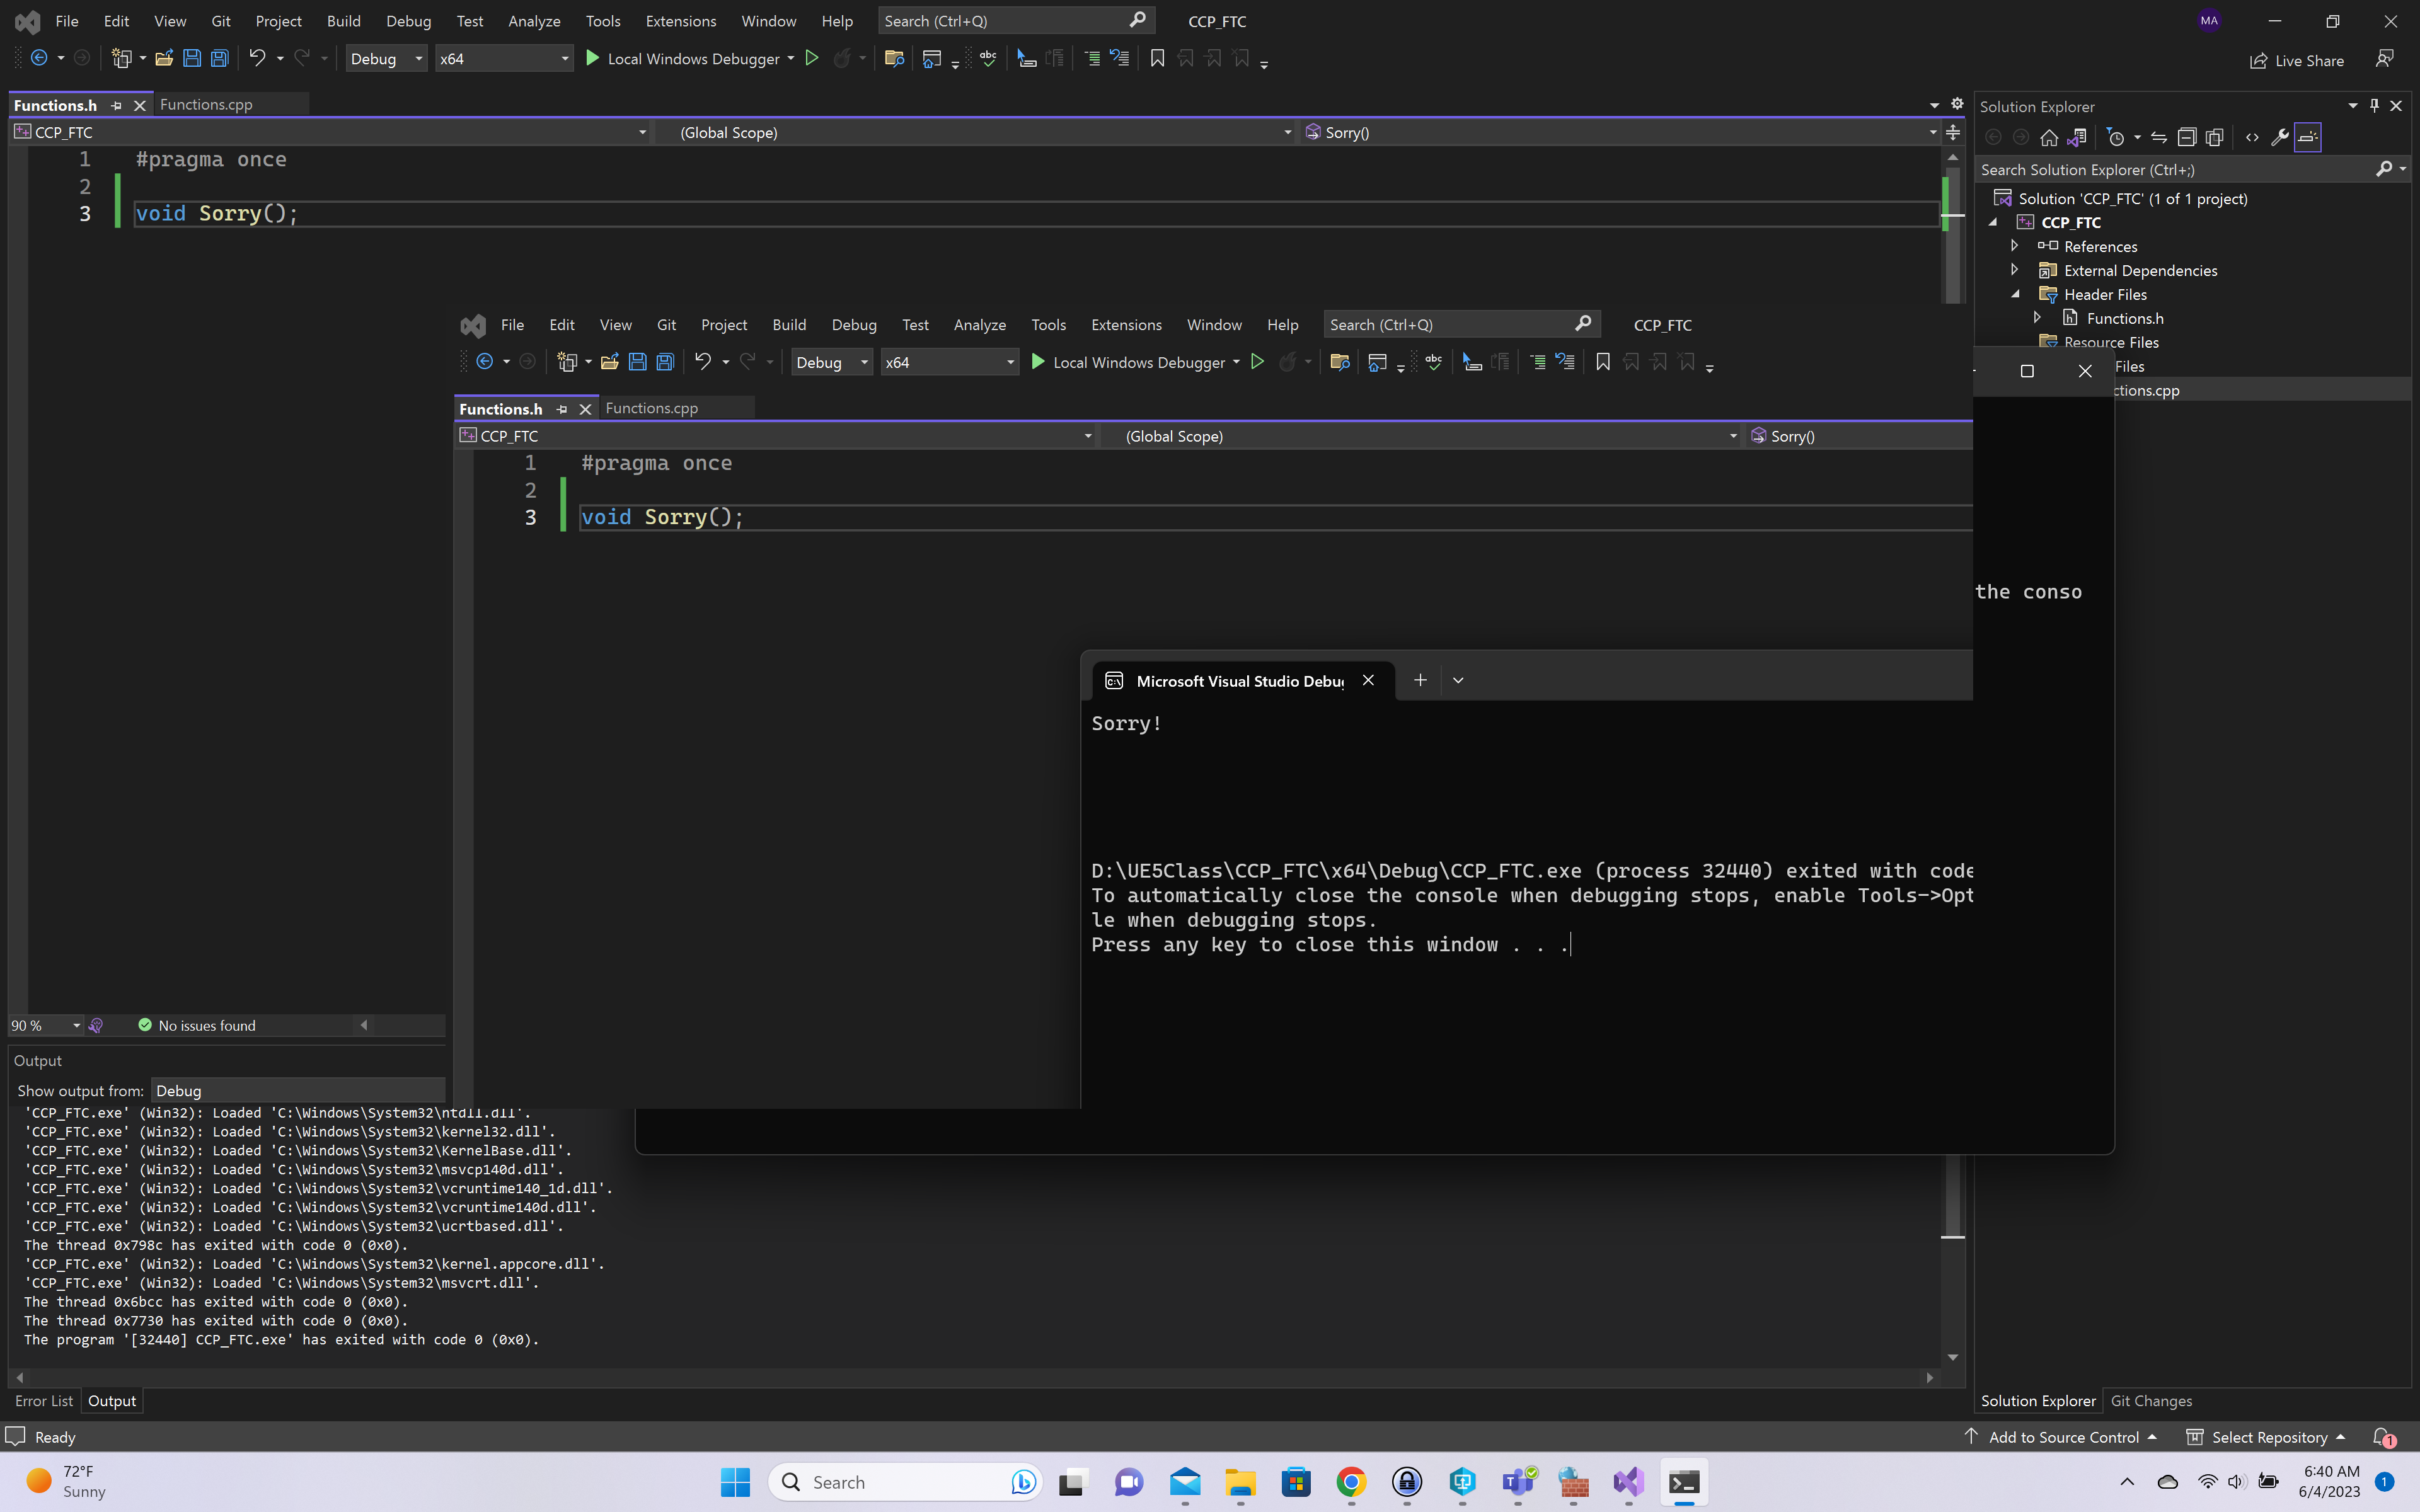 File Edit View Git Project Build Debug Test Analyze Tools Extensions Window Help Search (Ctrl+Q) CCP_FTC MA
Debug x64 Local Windows Debugger abc Live Share
Functions.h Functions.cpp
CCP_FTC (Global Scope) Sorry()
1 #pragma once
2
3 void Sorry();
Solution Explorer
Search Solution Explorer (Ctrl+;)
Solution 'CCP_FTC' (1 of 1 project)
CCP_FTC
References
External Dependencies
Header Files
Functions.h
Resource Files
Files
ctions.cpp
File Edit View Git Project Build Debug Test Analyze Tools Extensions Window Help Search (Ctrl+Q) CCP_FTC
Debug x64 Local Windows Debugger abc
Functions.h Functions.cpp
CCP_FTC (Global Scope) Sorry()
1 #pragma once
2
3 void Sorry();
the conso
Microsoft Visual Studio Debu
Sorry!
D:\UE5Class\CCP_FTC\x64\Debug\CCP_FTC.exe (process 32440) exited with code
To automatically close the console when debugging stops, enable Tools->Opt
le when debugging stops.
Press any key to close this window . . .
90 % No issues found
Output
Show output from: Debug
'CCP_FTC.exe' (Win32): Loaded 'C:\Windows\System32\ntdll.dll'.
'CCP_FTC.exe' (Win32): Loaded 'C:\Windows\System32\kernel32.dll'.
'CCP_FTC.exe' (Win32): Loaded 'C:\Windows\System32\KernelBase.dll'.
'CCP_FTC.exe' (Win32): Loaded 'C:\Windows\System32\msvcp140d.dll'.
'CCP_FTC.exe' (Win32): Loaded 'C:\Windows\System32\vcruntime140_1d.dll'.
'CCP_FTC.exe' (Win32): Loaded 'C:\Windows\System32\vcruntime140d.dll'.
'CCP_FTC.exe' (Win32): Loaded 'C:\Windows\System32\ucrtbased.dll'.
The thread 0x798c has exited with code 0 (0x0).
'CCP_FTC.exe' (Win32): Loaded 'C:\Windows\System32\kernel.appcore.dll'.
'CCP_FTC.exe' (Win32): Loaded 'C:\Windows\System32\msvcrt.dll'.
The thread 0x6bcc has exited with code 0 (0x0).
The thread 0x7730 has exited with code 0 (0x0).
The program '[32440] CCP_FTC.exe' has exited with code 0 (0x0).
Error List Output
Solution Explorer Git Changes
Ready Add to Source Control Select Repository 1
72°F
Sunny
Search
6:40 AM
6/4/2023
1